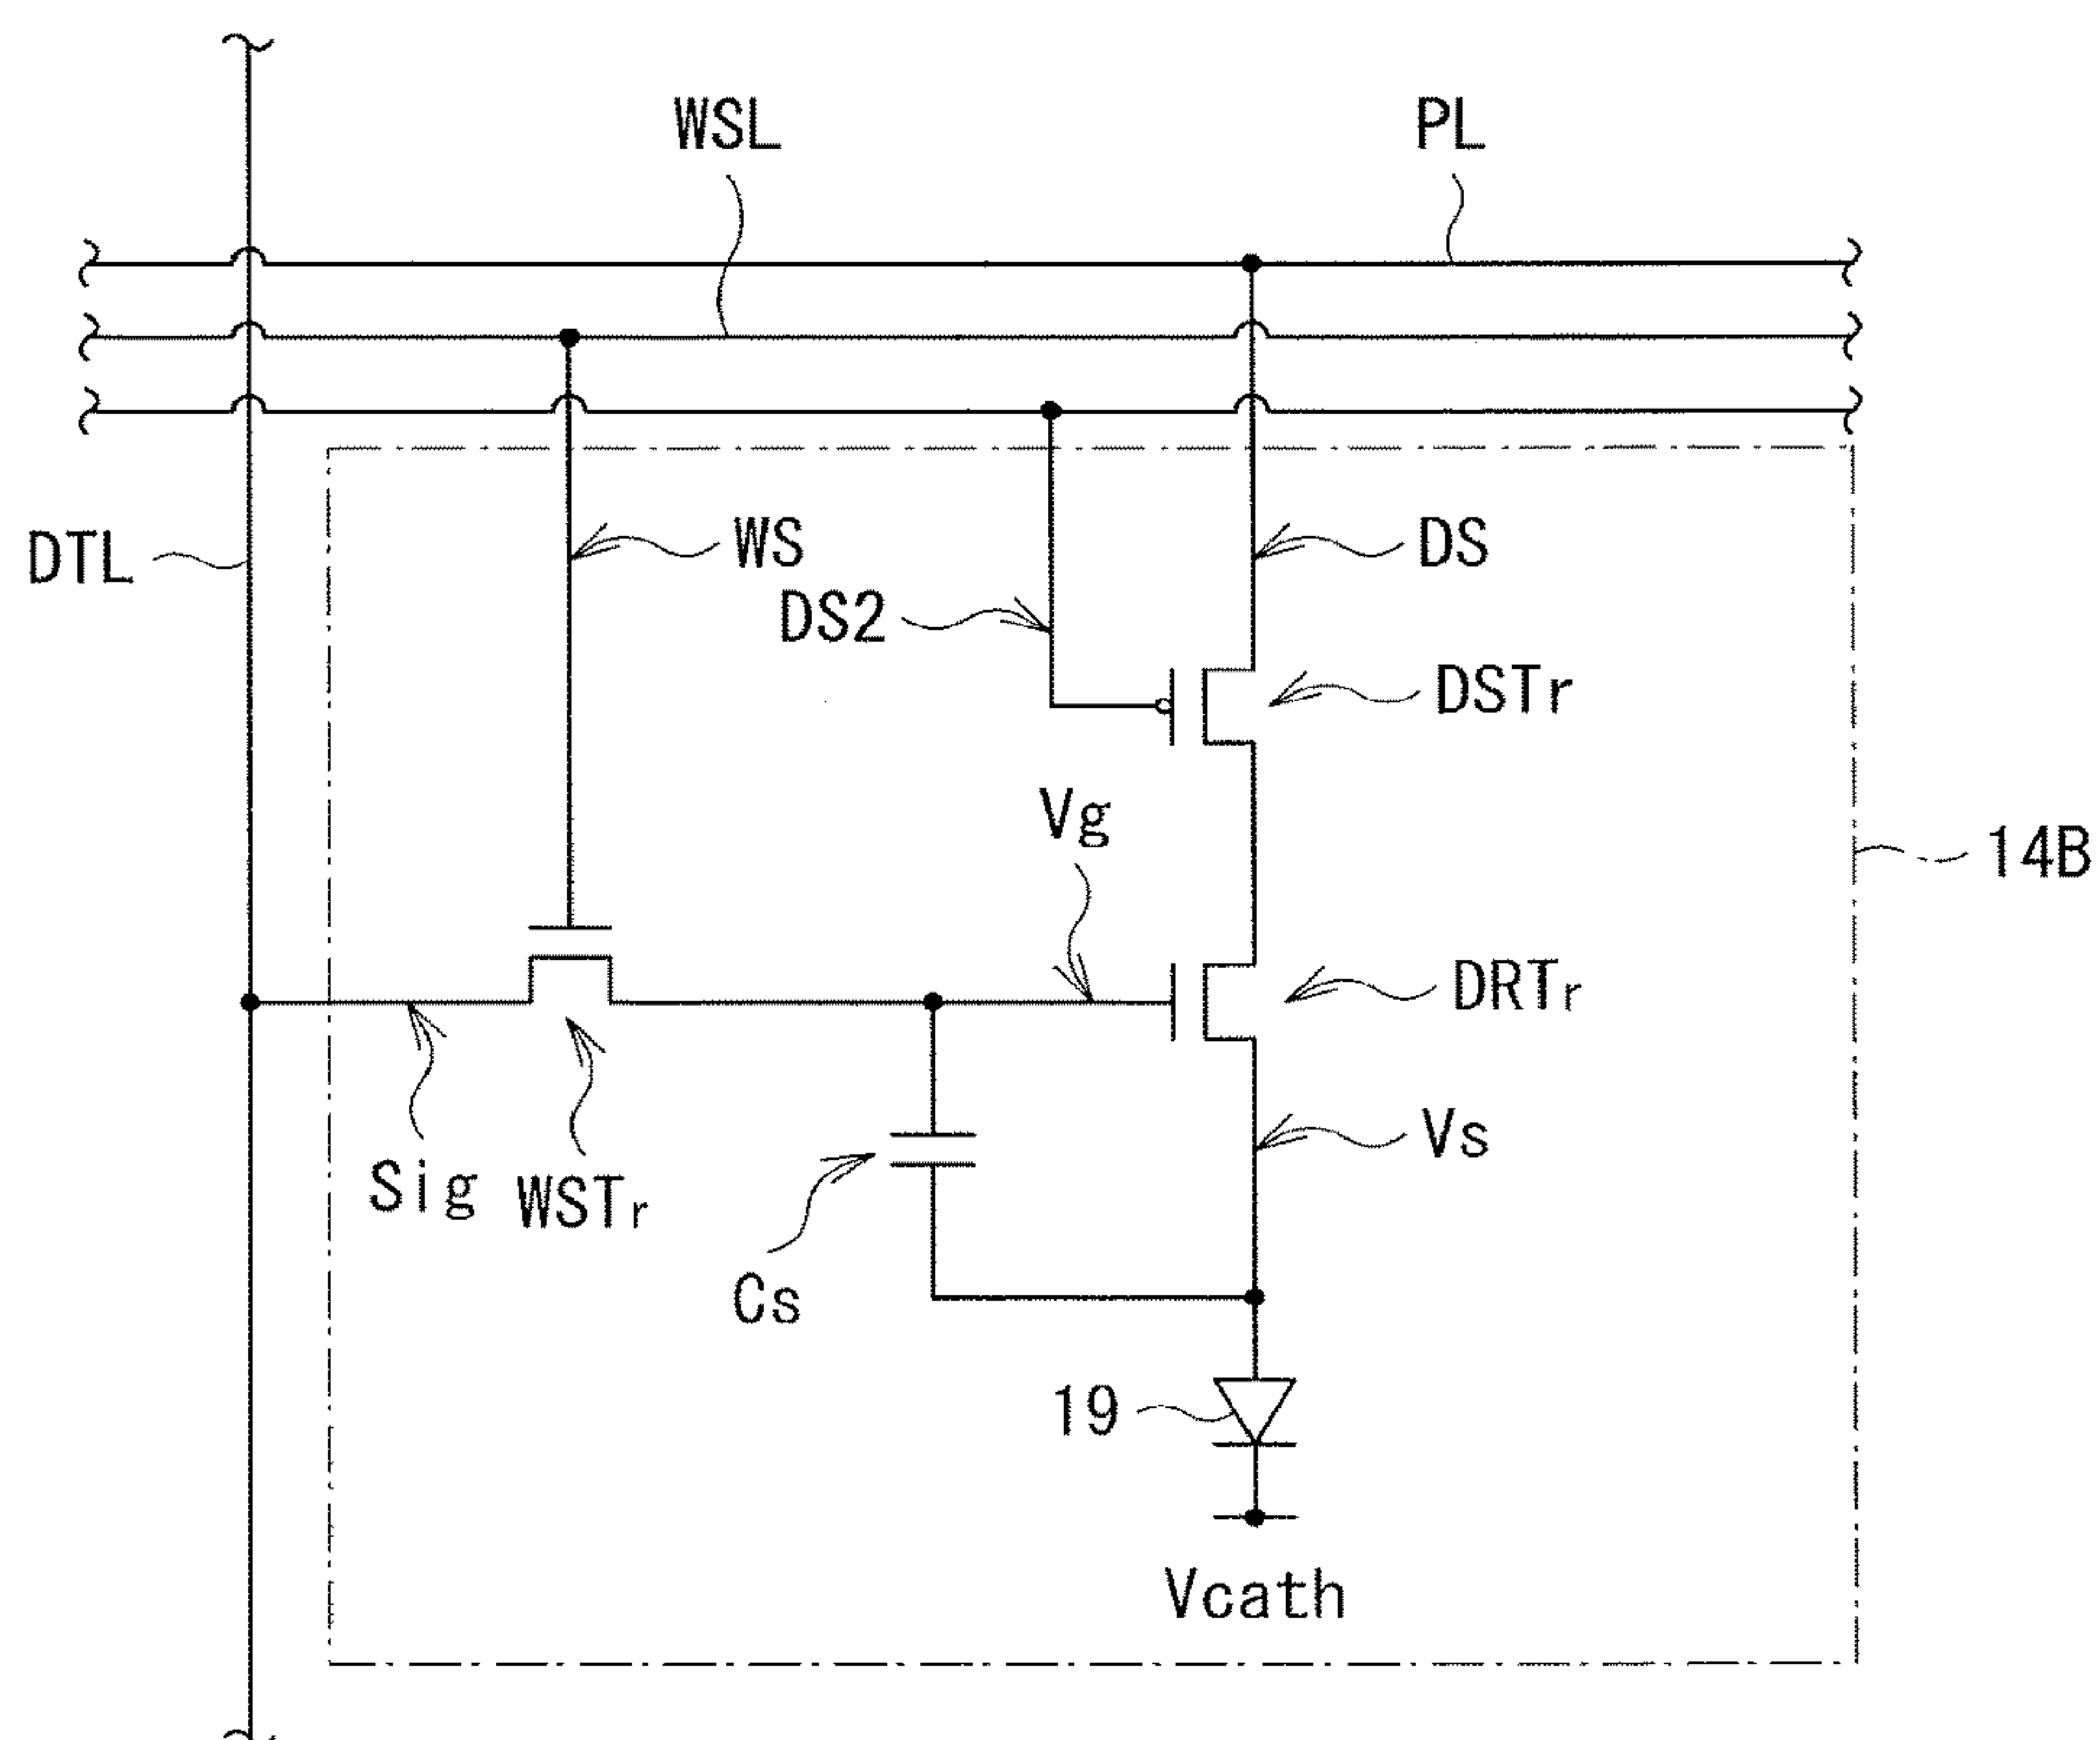 WSL
PL
DTL
WS
DS
DS2
DSTr
Vg
14B
DRTr
Sig
WSTr
Vs
Cs
19
Vcath